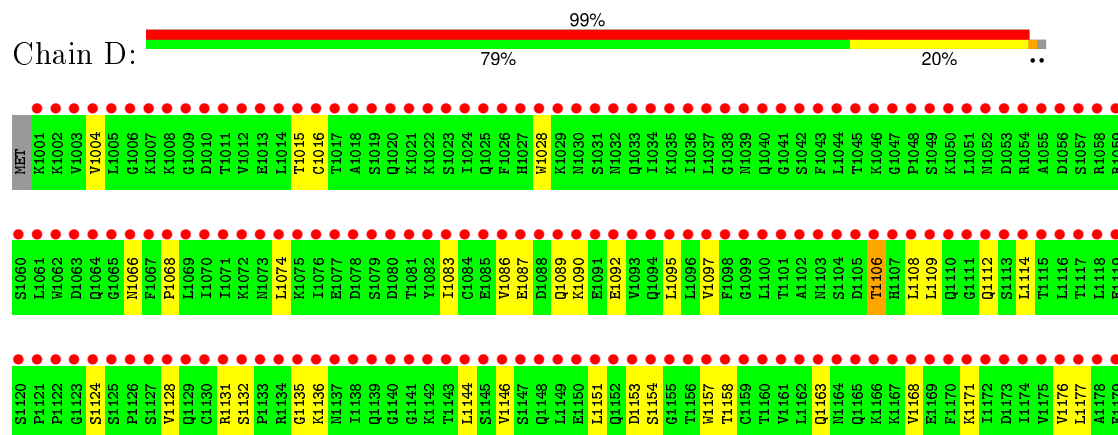 99%
Chain D:
79% 20% ••
MET K1001 K1002 V1003 V1004 L1005 G1006 K1007 K1008 G1009 D1010 T1011 V1012 E1013 L1014 T1015 C1016 T1017 A1018 S1019 Q1020 K1021 K1022 S1023 I1024 Q1025 F1026 H1027 W1028 K1029 N1030 S1031 N1032 Q1033 I1034 K1035 I1036 L1037 G1038 N1039 Q1040 G1041 S1042 F1043 L1044 T1045 K1046 G1047 P1048 S1049 K1050 L1051 N1052 D1053 R1054 A1055 D1056 S1057 R1058
S1060 L1061 W1062 D1063 Q1064 G1065 N1066 F1067 P1068 L1069 I1070 I1071 K1072 N1073 L1074 K1075 I1076 E1077 D1078 S1079 D1080 T1081 Y1082 I1083 C1084 E1085 V1086 E1087 D1088 Q1089 K1090 E1091 E1092 V1093 Q1094 L1095 L1096 V1097 F1098 G1099 L1100 T1101 A1102 N1103 S1104 D1105 T1106 H1107 L1108 L1109 Q1110 G1111 Q1112 S1113 L1114 T1115 L1116 T1117 L1118
S1120 P1121 P1122 G1123 S1124 S1125 P1126 S1127 V1128 Q1129 C1130 R1131 S1132 P1133 R1134 G1135 K1136 N1137 I1138 Q1139 G1140 G1141 K1142 T1143 L1144 S1145 V1146 S1147 Q1148 L1149 E1150 L1151 Q1152 D1153 S1154 G1155 T1156 W1157 T1158 C1159 T1160 V1161 L1162 Q1163 N1164 Q1165 K1166 K1167 V1168 E1169 F1170 K1171 I1172 D1173 I1174 V1175 V1176 L1177 A1178